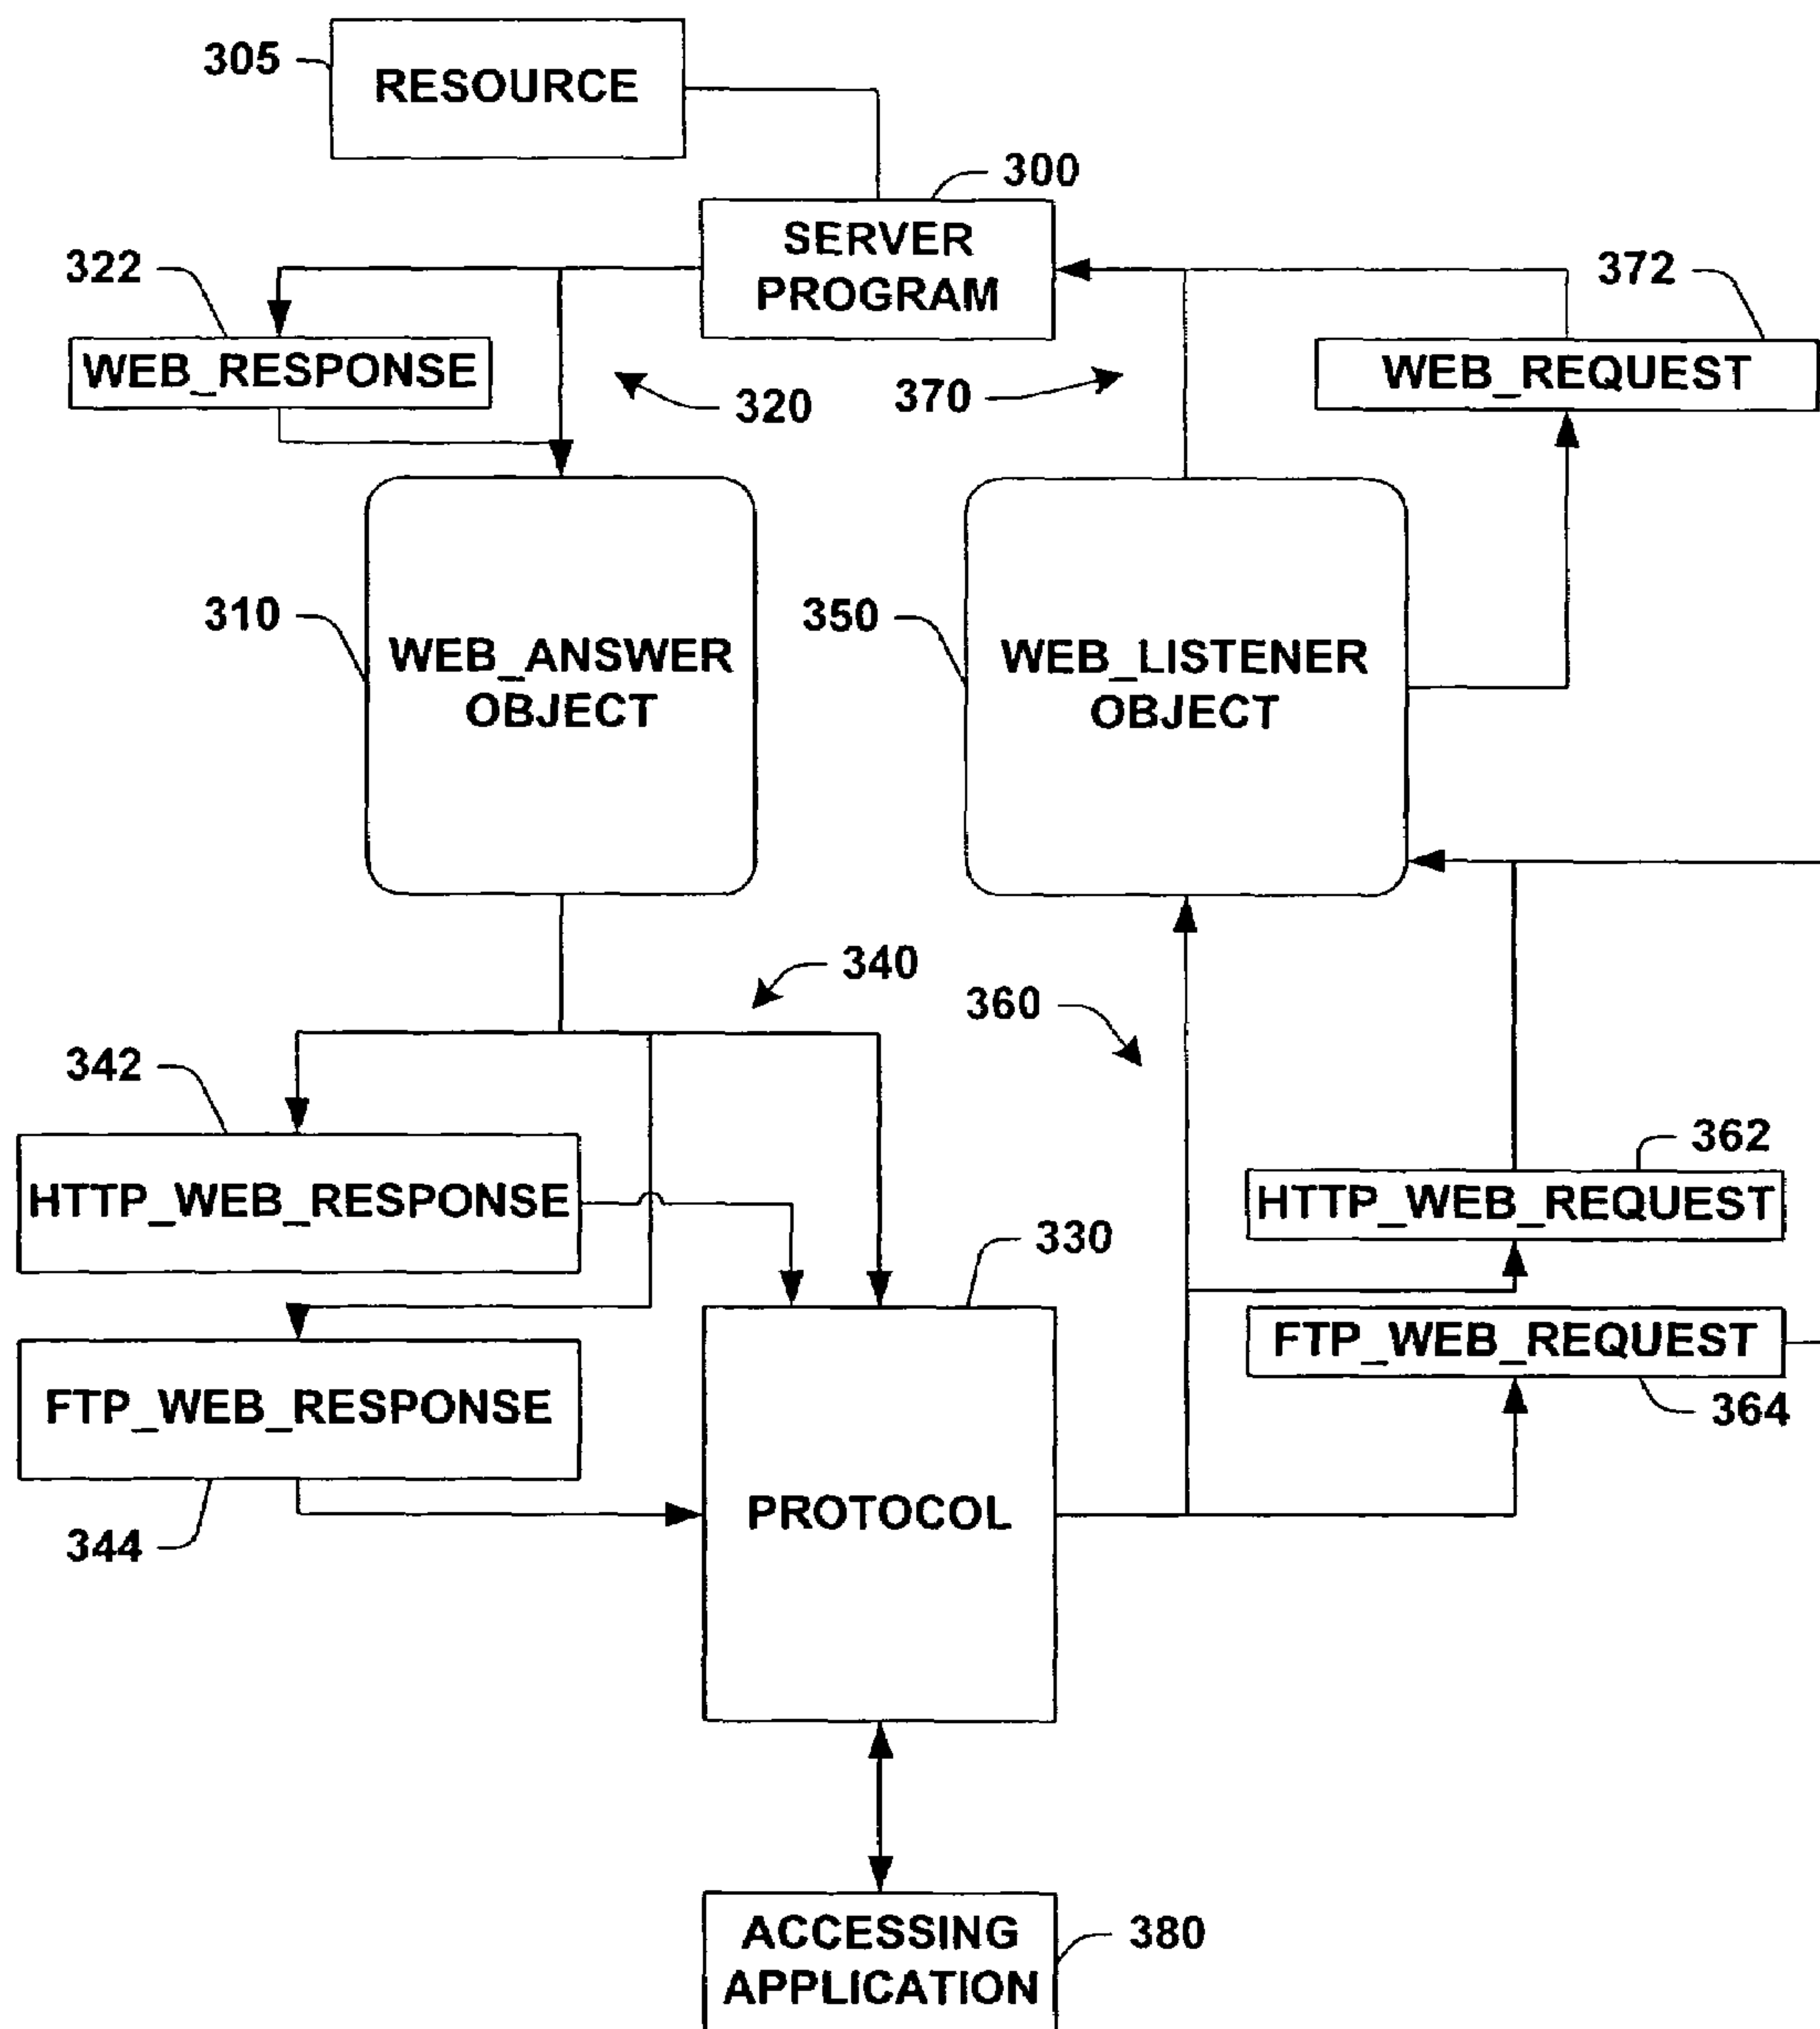 305
RESOURCE
300
SERVER
PROGRAM
322
372
WEB_RESPONSE
WEB_REQUEST
320
370
310
350
WEB_ANSWER
OBJECT
WEB_LISTENER
OBJECT
340
360
342
362
HTTP_WEB_RESPONSE
HTTP_WEB_REQUEST
330
FTP_WEB_REQUEST
FTP_WEB_RESPONSE
364
PROTOCOL
344
ACCESSING
APPLICATION
380